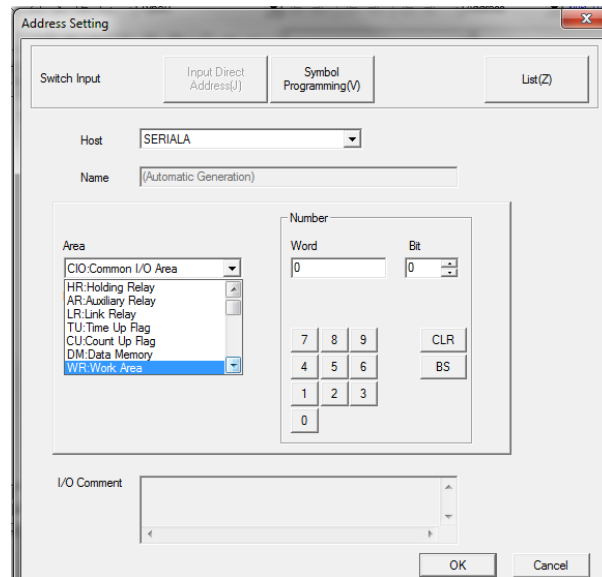 Address Setting
Switch Input
Input Direct
Address(J)
Symbol
Programming(V)
List(Z)
Host
SERIALA
Name
(Automatic Generation)
Number
Area
Word
Bit
CIO:Common I/O Area
0
0
HR:Holding Relay
AR:Auxiliary Relay
LR:Link Relay
TU:Time Up Flag
CU:Count Up Flag
DM:Data Memory
WR:Work Area
7 8 9 CLR
4 5 6 BS
1 2 3
0
I/O Comment
OK
Cancel